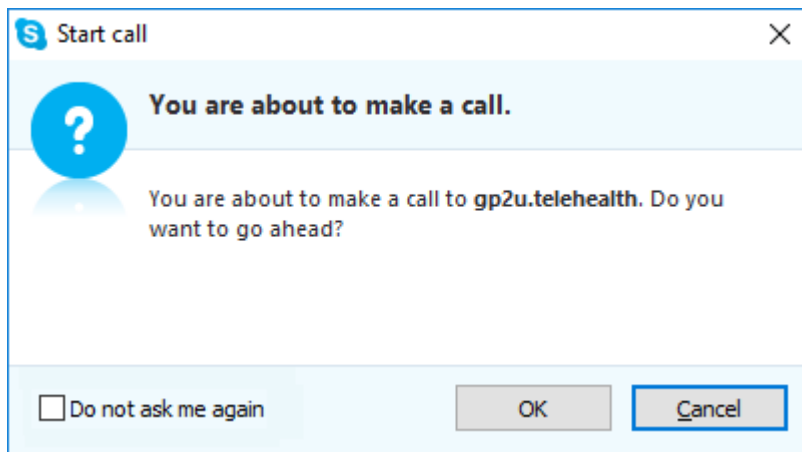 Start call
You are about to make a call.
You are about to make a call to gp2u.telehealth. Do you
want to go ahead?
Do not ask me again
OK
Cancel